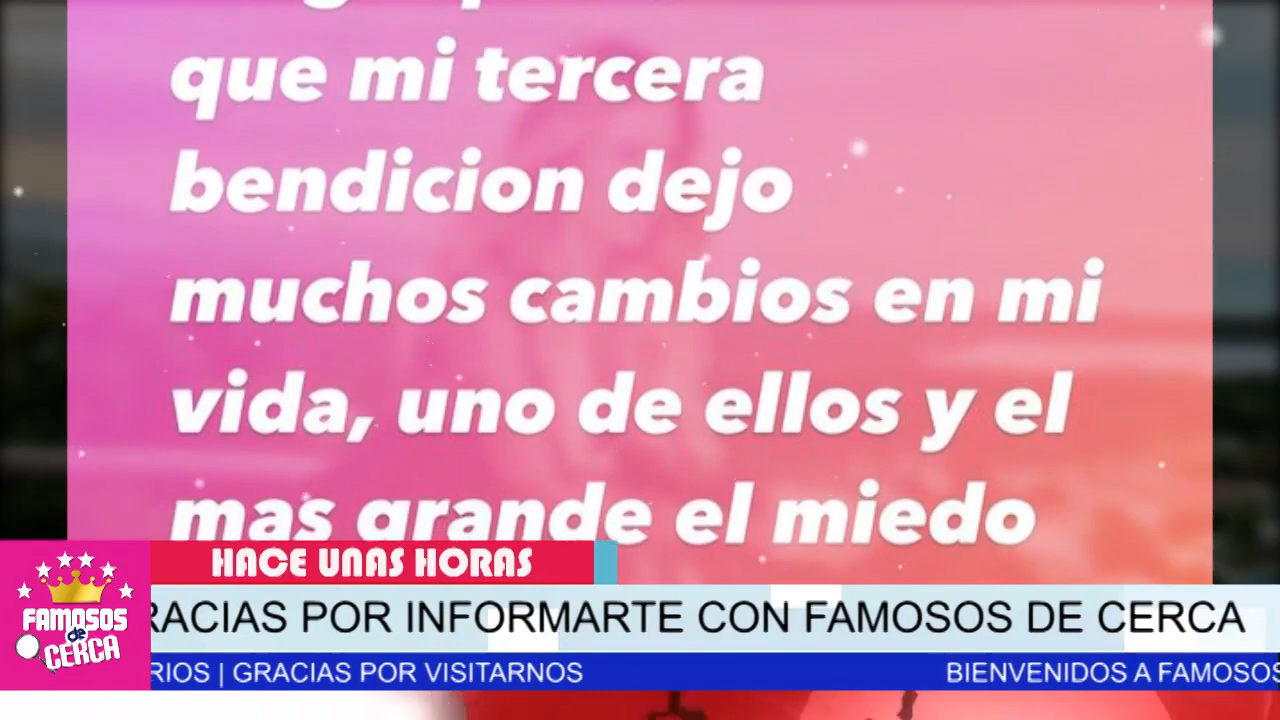 que mi tercera
bendicion dejo
muchos cambios en mi
vida, uno de ellos y el
mas grande el miedo
HACE UNAS HORAS
FAMOSOS
de
CERCA
RACIAS POR INFORMARTE CON FAMOSOS DE CERCA
RIOS | GRACIAS POR VISITARNOS
BIENVENIDOS A FAMOSOS